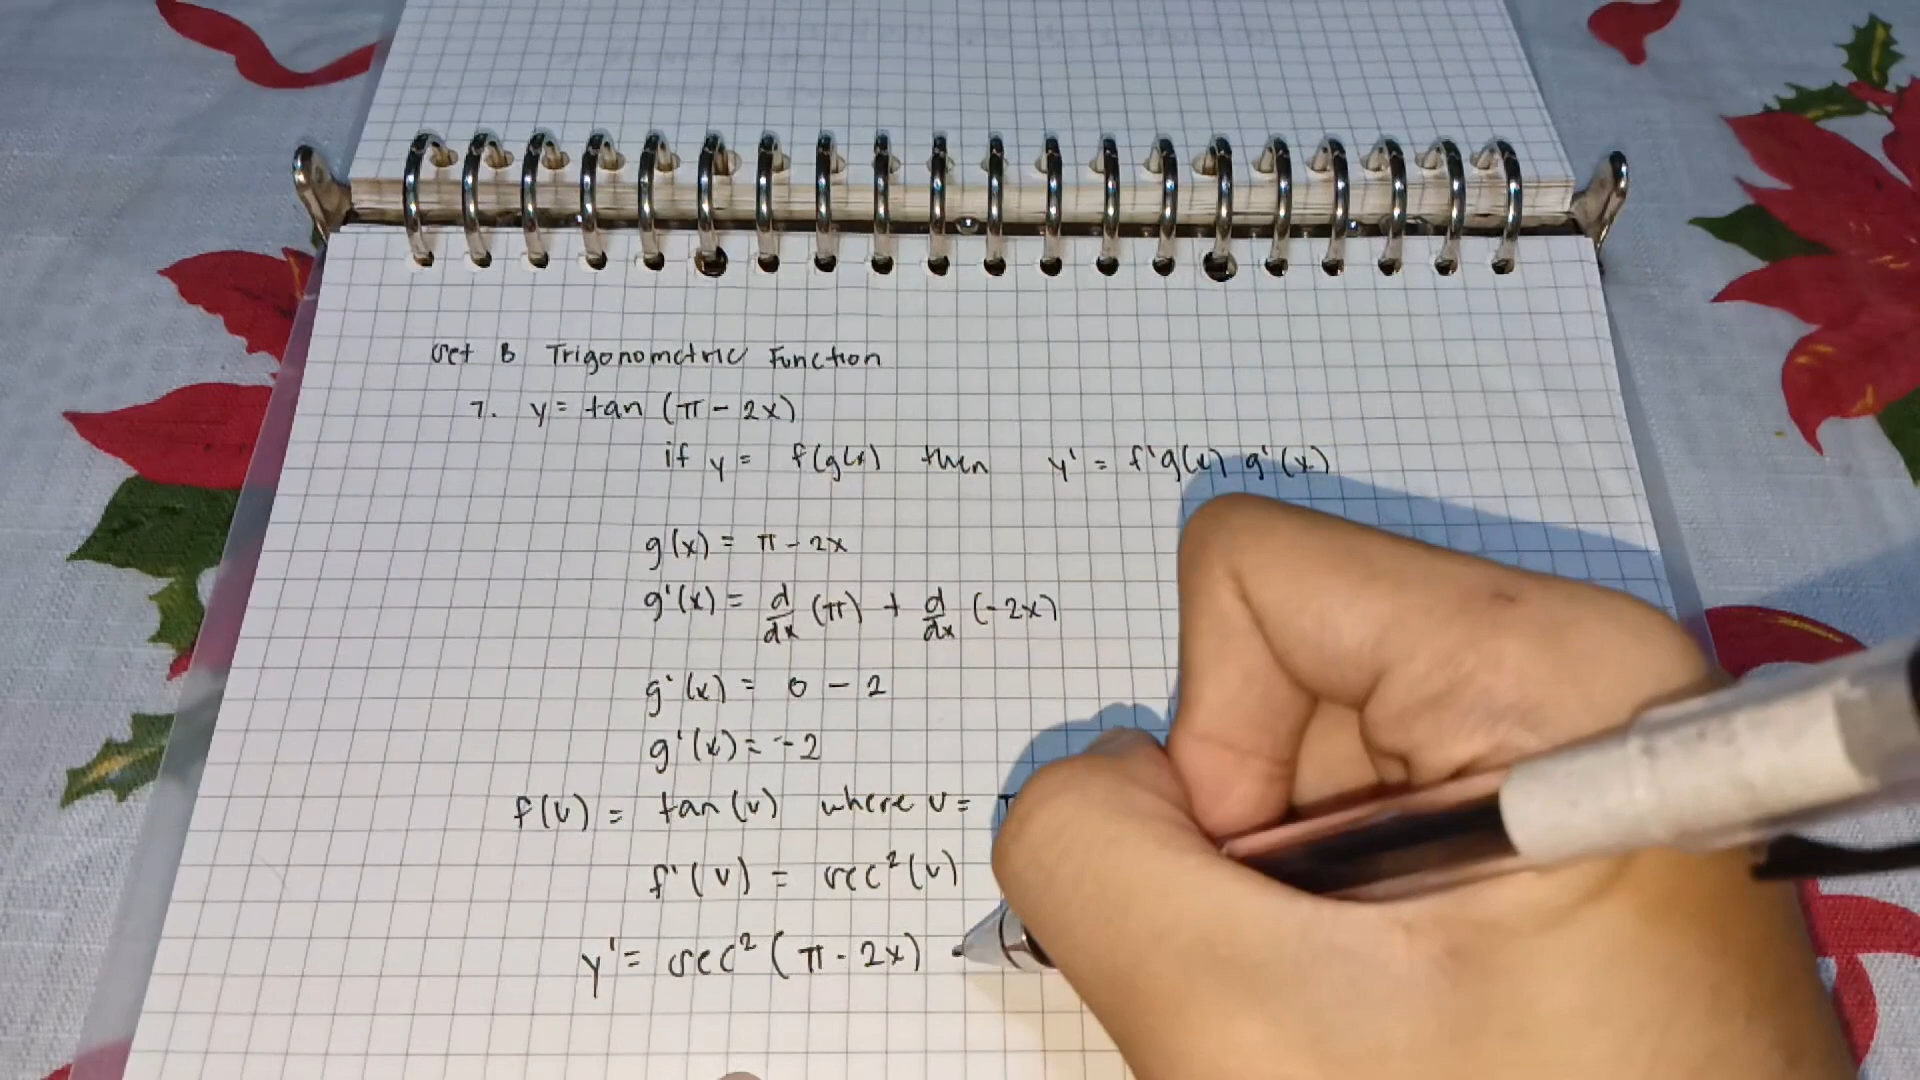 Set B Trigonometric Function
7. y = tan (π - 2x)
if y = f(g(x) then y' = f'g(x) g'(x)
g(x) = π - 2x
g'(x) = d/dx (π) + d/dx (-2x)
g'(x) = 0 - 2
g'(x) = -2
f(u) = tan(u) where u =
f'(u) = sec²(u)
y' = sec² (π - 2x)